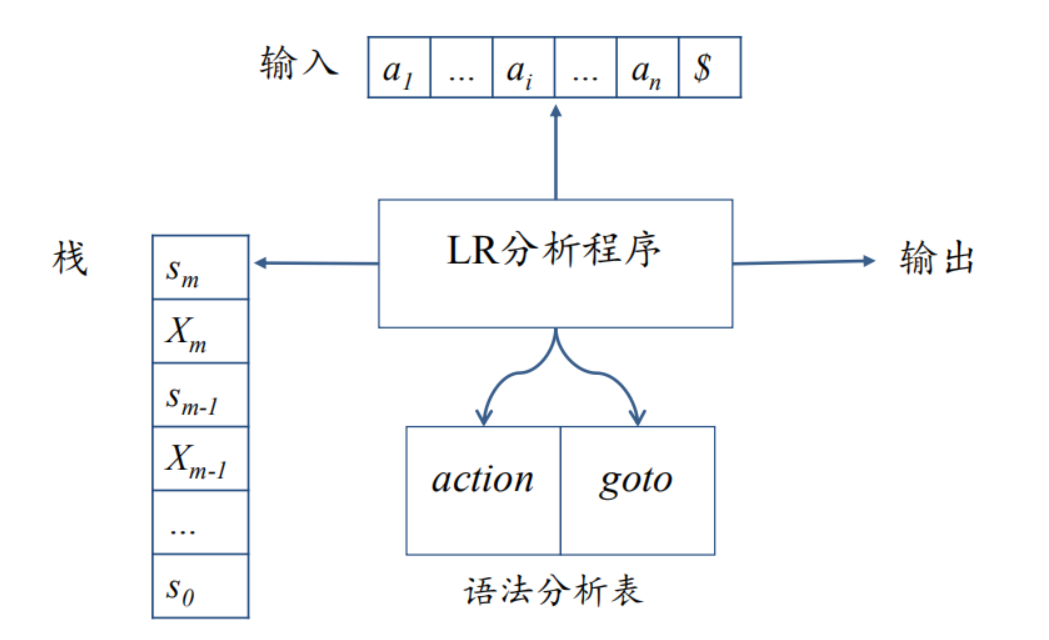 输入 a1 ... ai ... an $
LR分析程序
栈
输出
sm
Xm
sm-1
Xm-1
...
s0
action goto
语法分析表